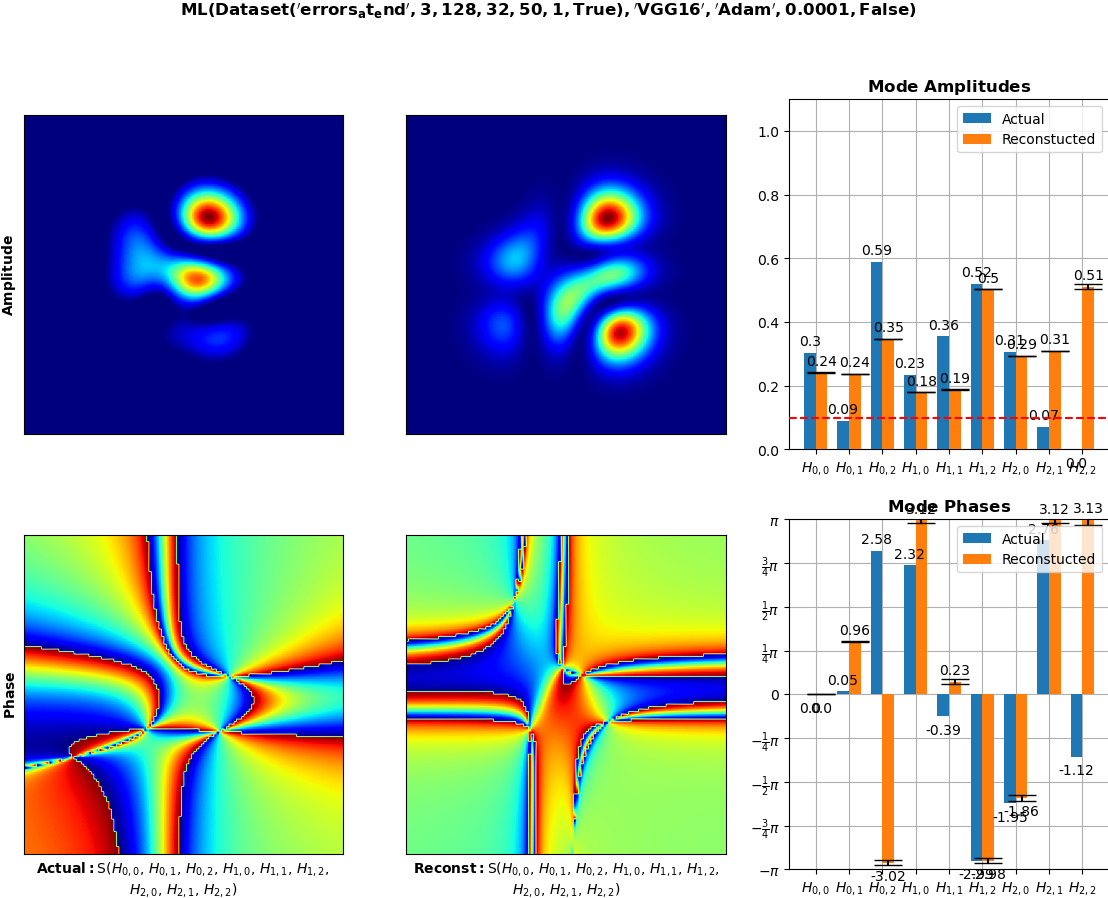 ML(Dataset('errors_at_end', 3, 128, 32, 50, 1, True), 'VGG16', 'Adam', 0.0001, False)
Amplitude
Mode Amplitudes
Actual
Reconstucted
1.0
0.8
0.6
0.4
0.2
0.0
0.3
0.09
0.59
0.23
0.36
0.52
0.31
0.07
0.0
0.24
0.24
0.35
0.18
0.19
0.5
0.29
0.31
0.51
H0,0 H0,1 H0,2 H1,0 H1,1 H1,2 H2,0 H2,1 H2,2
Phase
Actual: S(H0,0, H0,1, H0,2, H1,0, H1,1, H1,2,
H2,0, H2,1, H2,2)
Reconst: S(H0,0, H0,1, H0,2, H1,0, H1,1, H1,2,
H2,0, H2,1, H2,2)
Mode Phases
Actual
Reconstucted
π
3/4π
1/2π
1/4π
0
−1/4π
−1/2π
−3/4π
−π
0.0
0.05
2.58
2.32
-0.39
-2.99
-1.95
2.76
-1.12
0.0
0.96
-3.02
3.12
0.23
-2.98
-1.86
3.12
3.13
H0,0 H0,1 H0,2 H1,0 H1,1 H1,2 H2,0 H2,1 H2,2